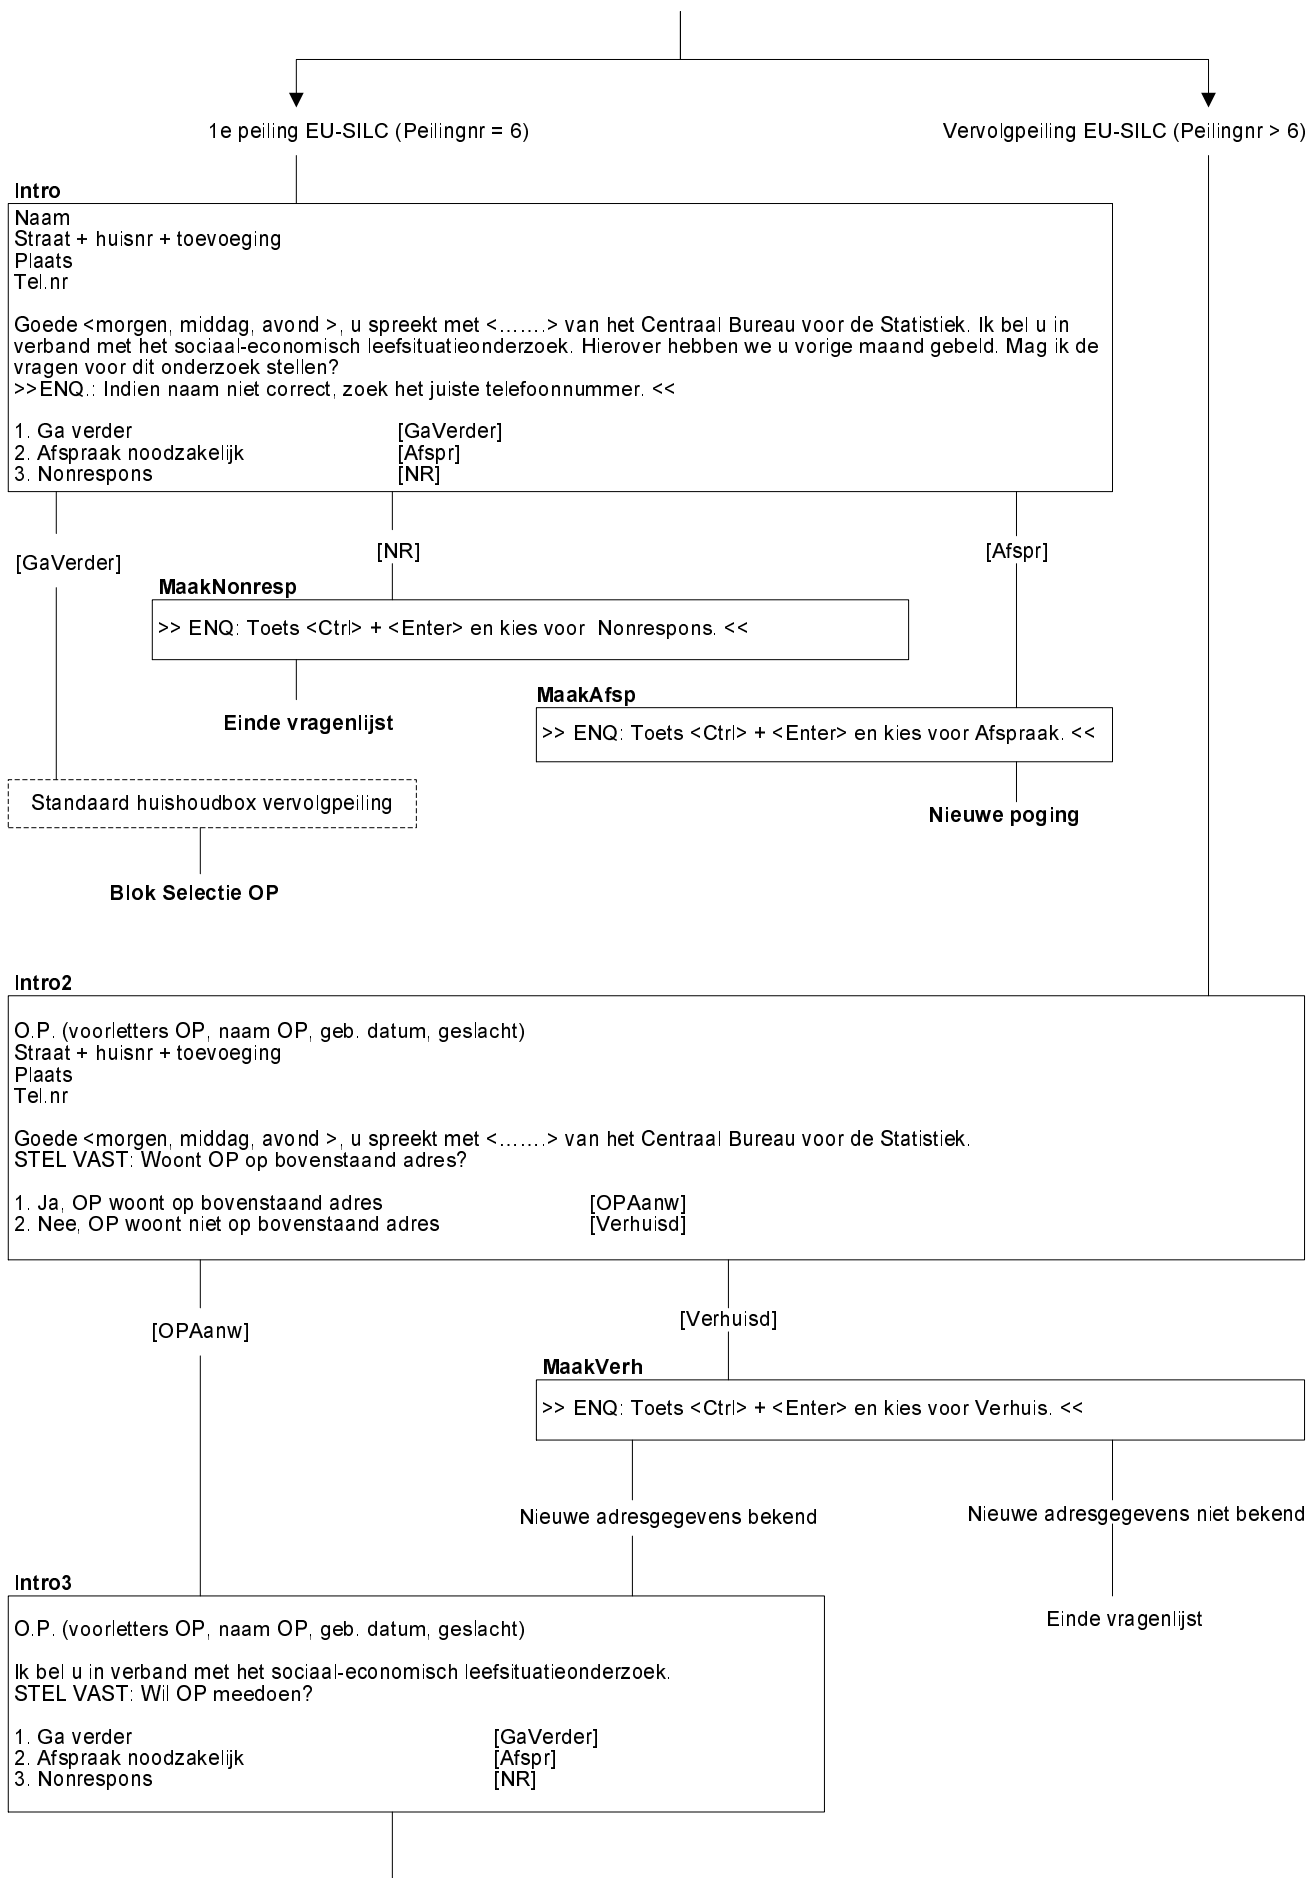 1e peiling EU-SILC (Peilingnr = 6)
Vervolgpeiling EU-SILC (Peilingnr > 6)
Intro
Naam
Straat + huisnr + toevoeging
Plaats
Tel.nr
Goede <morgen, middag, avond >, u spreekt met <.......> van het Centraal Bureau voor de Statistiek. Ik bel u in
verband met het sociaal-economisch leefsituatieonderzoek. Hierover hebben we u vorige maand gebeld. Mag ik de
vragen voor dit onderzoek stellen?
>>ENQ.: Indien naam niet correct, zoek het juiste telefoonnummer. <<
1. Ga verder [GaVerder]
2. Afspraak noodzakelijk [Afspr]
3. Nonrespons [NR]
[GaVerder]
[NR]
[Afspr]
MaakNonresp
>> ENQ: Toets <Ctrl> + <Enter> en kies voor  Nonrespons. <<
Einde vragenlijst
MaakAfsp
>> ENQ: Toets <Ctrl> + <Enter> en kies voor Afspraak. <<
Nieuwe poging
Standaard huishoudbox vervolgpeiling
Blok Selectie OP
Intro2
O.P. (voorletters OP, naam OP, geb. datum, geslacht)
Straat + huisnr + toevoeging
Plaats
Tel.nr
Goede <morgen, middag, avond >, u spreekt met <.......> van het Centraal Bureau voor de Statistiek.
STEL VAST: Woont OP op bovenstaand adres?
1. Ja, OP woont op bovenstaand adres [OPAanw]
2. Nee, OP woont niet op bovenstaand adres [Verhuisd]
[OPAanw]
[Verhuisd]
MaakVerh
>> ENQ: Toets <Ctrl> + <Enter> en kies voor Verhuis. <<
Nieuwe adresgegevens bekend
Nieuwe adresgegevens niet bekend
Einde vragenlijst
Intro3
O.P. (voorletters OP, naam OP, geb. datum, geslacht)
Ik bel u in verband met het sociaal-economisch leefsituatieonderzoek.
STEL VAST: Wil OP meedoen?
1. Ga verder [GaVerder]
2. Afspraak noodzakelijk [Afspr]
3. Nonrespons [NR]